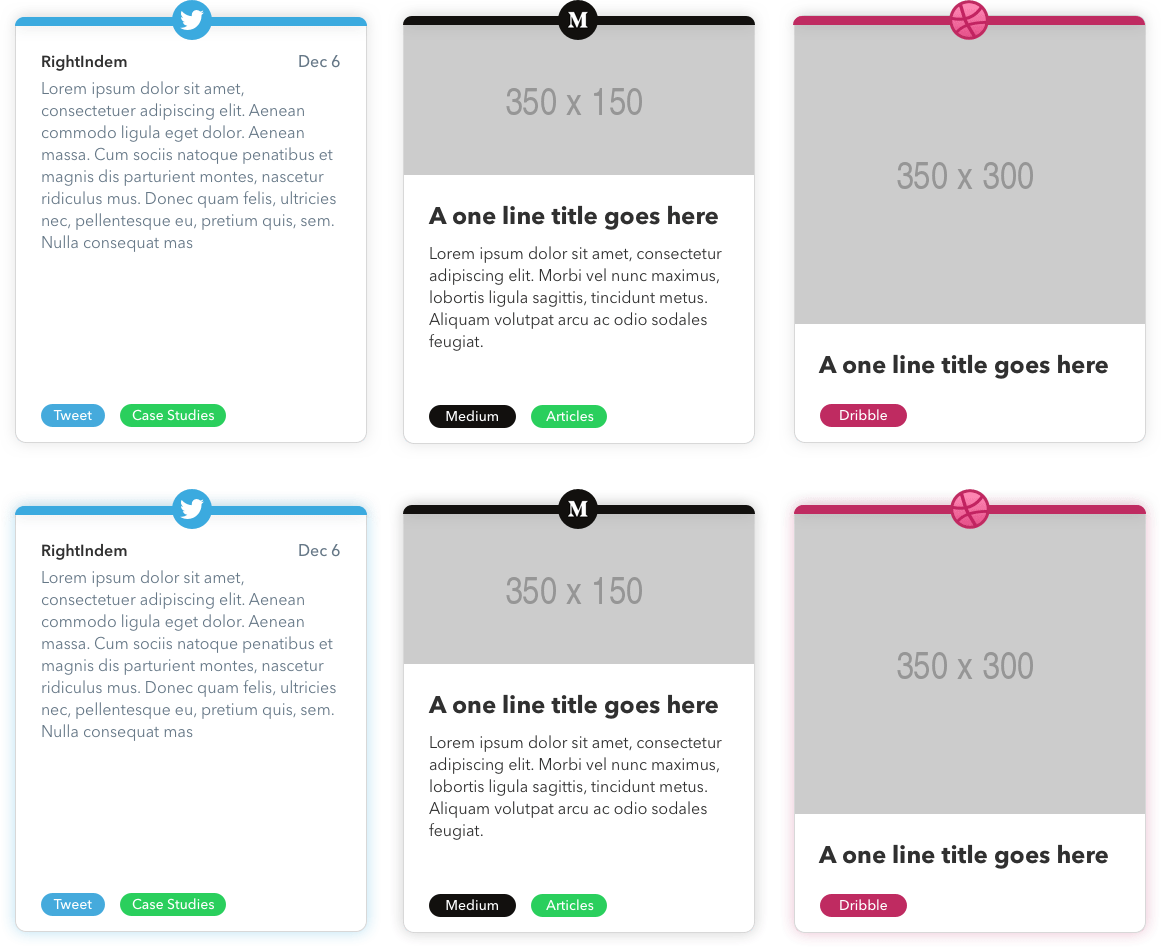 RightIndem Dec 6
Lorem ipsum dolor sit amet,
consectetuer adipiscing elit. Aenean
commodo ligula eget dolor. Aenean
massa. Cum sociis natoque penatibus et
magnis dis parturient montes, nascetur
ridiculus mus. Donec quam felis, ultricies
nec, pellentesque eu, pretium quis, sem.
Nulla consequat mas
Tweet Case Studies
M
350 x 150
A one line title goes here
Lorem ipsum dolor sit amet, consectetur
adipiscing elit. Morbi vel nunc maximus,
lobortis ligula sagittis, tincidunt metus.
Aliquam volutpat arcu ac odio sodales
feugiat.
Medium Articles
350 x 300
A one line title goes here
Dribble
RightIndem Dec 6
Lorem ipsum dolor sit amet,
consectetuer adipiscing elit. Aenean
commodo ligula eget dolor. Aenean
massa. Cum sociis natoque penatibus et
magnis dis parturient montes, nascetur
ridiculus mus. Donec quam felis, ultricies
nec, pellentesque eu, pretium quis, sem.
Nulla consequat mas
Tweet Case Studies
M
350 x 150
A one line title goes here
Lorem ipsum dolor sit amet, consectetur
adipiscing elit. Morbi vel nunc maximus,
lobortis ligula sagittis, tincidunt metus.
Aliquam volutpat arcu ac odio sodales
feugiat.
Medium Articles
350 x 300
A one line title goes here
Dribble